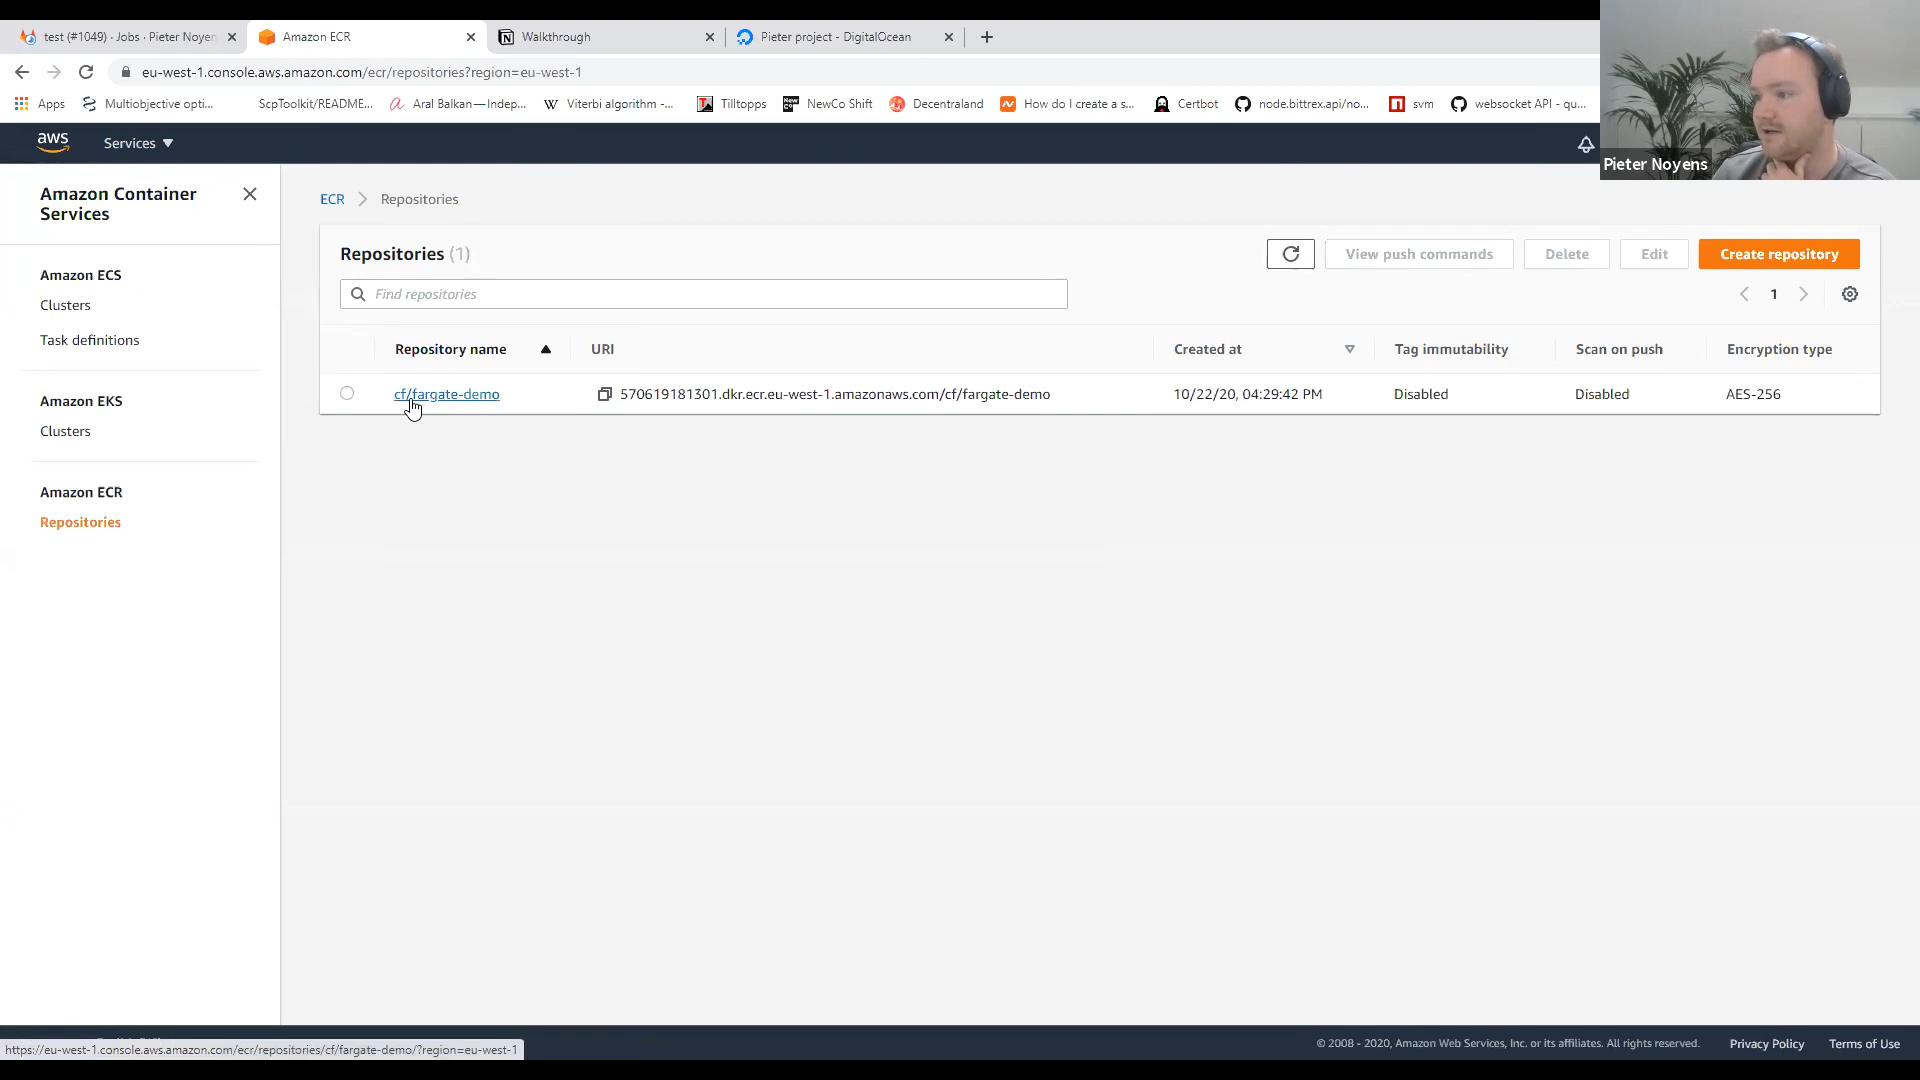 test (#1049) · Jobs · Pieter Noyen
Amazon ECR
Walkthrough
Pieter project - DigitalOcean
eu-west-1.console.aws.amazon.com/ecr/repositories?region=eu-west-1
Apps
Multiobjective opti...
ScpToolkit/README...
Aral Balkan — Indep...
Viterbi algorithm -...
Tilltopps
NewCo Shift
Decentraland
How do I create a s...
Certbot
node.bittrex.api/no...
svm
websocket API - qu...
aws
Services
Pieter Noyens
Amazon Container
Services
Amazon ECS
Clusters
Task definitions
Amazon EKS
Clusters
Amazon ECR
Repositories
ECR
Repositories
Repositories (1)
View push commands
Delete
Edit
Create repository
Find repositories
1
Repository name
URI
Created at
Tag immutability
Scan on push
Encryption type
cf/fargate-demo
570619181301.dkr.ecr.eu-west-1.amazonaws.com/cf/fargate-demo
10/22/20, 04:29:42 PM
Disabled
Disabled
AES-256
https://eu-west-1.console.aws.amazon.com/ecr/repositories/cf/fargate-demo/?region=eu-west-1
© 2008 - 2020, Amazon Web Services, Inc. or its affiliates. All rights reserved.
Privacy Policy
Terms of Use